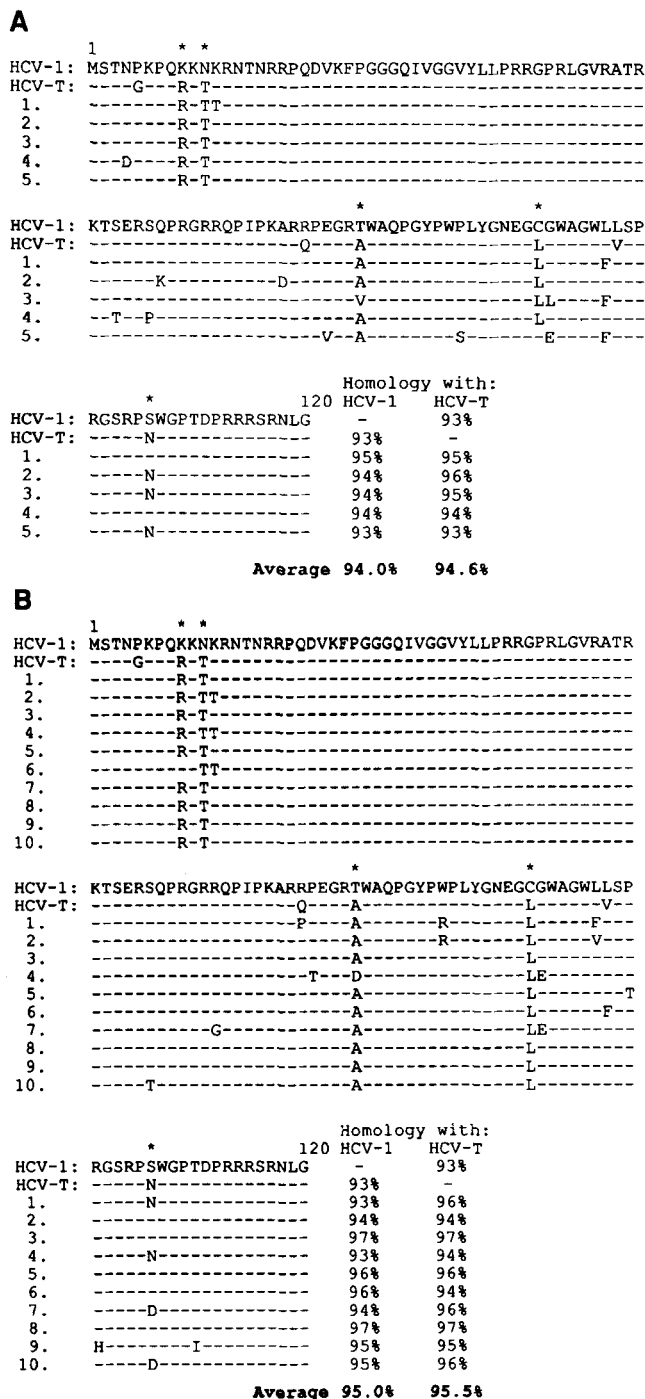 A
1 * *
HCV-1: MSTNPKPQKKNKRNTNRRPQDVKFPGGGQIVGGVYLLPRRGPRLGVRATR
HCV-T: ----G---R-T---------------------------------------
1. --------R-TT--------------------------------------
2. --------R-T---------------------------------------
3. --------R-T---------------------------------------
4. ---D----R-T---------------------------------------
5. --------R-T---------------------------------------
* *
HCV-1: KTSERSQPRGRRQPIPKARRPEGRTWAQPGYPWPLYGNEGCGWAGWLLSP
HCV-T: -------------------Q----A---------------L------V--
1. ------------------------A---------------L-----F---
2. ------K----------D------A---------------L---------
3. ------------------------V---------------LL----F---
4. --T--P------------------A---------------L---------
5. ---------------------V--A--------S-------E----F---
Homology with:
* 120 HCV-1 HCV-T
HCV-1: RGSRPSWGPTDPRRRSRNLG - 93%
HCV-T: -----N-------------- 93% -
1. -------------------- 95% 95%
2. -----N-------------- 94% 96%
3. -----N-------------- 94% 95%
4. -------------------- 94% 94%
5. -----N-------------- 93% 93%
Average 94.0% 94.6%
B
1 * *
HCV-1: MSTNPKPQKKNKRNTNRRPQDVKFPGGGQIVGGVYLLPRRGPRLGVRATR
HCV-T: ----G---R-T---------------------------------------
1. --------R-T---------------------------------------
2. --------R-TT--------------------------------------
3. --------R-T---------------------------------------
4. --------R-TT--------------------------------------
5. --------R-T---------------------------------------
6. ----------TT--------------------------------------
7. --------R-T---------------------------------------
8. --------R-T---------------------------------------
9. --------R-T---------------------------------------
10. --------R-T---------------------------------------
* *
HCV-1: KTSERSQPRGRRQPIPKARRPEGRTWAQPGYPWPLYGNEGCGWAGWLLSP
HCV-T: -------------------Q----A---------------L------V--
1. -------------------P----A-------R-------L-----F---
2. ------------------------A-------R-------L-----V---
3. ------------------------A---------------L---------
4. --------------------T---D---------------LE--------
5. ------------------------A---------------L--------T
6. ------------------------A---------------L------F--
7. -----------G------------A---------------LE--------
8. ------------------------A---------------L---------
9. ------------------------A---------------L---------
10. -----T------------------A---------------L---------
Homology with:
* 120 HCV-1 HCV-T
HCV-1: RGSRPSWGPTDPRRRSRNLG - 93%
HCV-T: -----N-------------- 93% -
1. -----N-------------- 93% 96%
2. -------------------- 94% 94%
3. -------------------- 97% 97%
4. -----N-------------- 93% 94%
5. -------------------- 96% 96%
6. -------------------- 96% 94%
7. -----D-------------- 94% 96%
8. -------------------- 97% 97%
9. H--------I---------- 95% 95%
10. -----D-------------- 95% 96%
Average 95.0% 95.5%